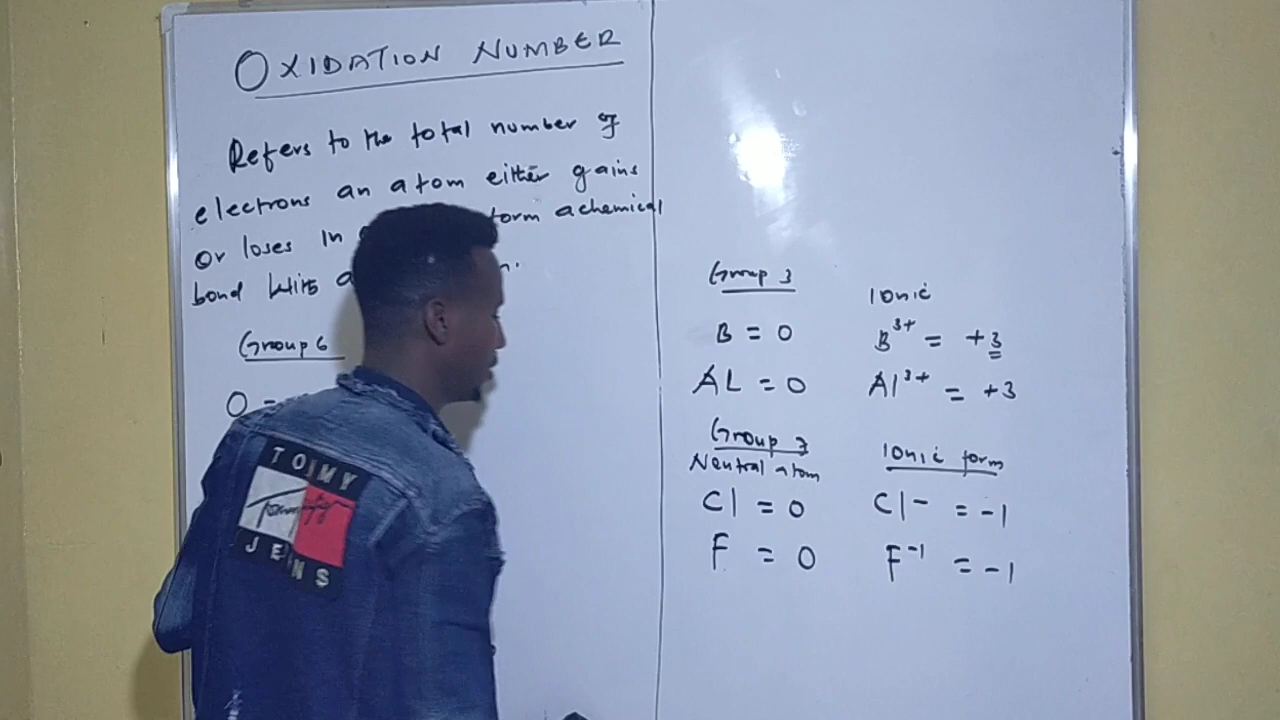 OXIDATION NUMBER
Refers to the total number of
electrons an atom either gains
or loses in form a chemical
bond with
Group 6
O =
Group 3
Ionic
B = 0 B³⁺ = +3
AL = 0 Al³⁺ = +3
Group 7 Ionic form
Neutral atom
Cl = 0 Cl- = -1
F = 0 F⁻¹ = -1
TOMMY
Tommy
JEANS